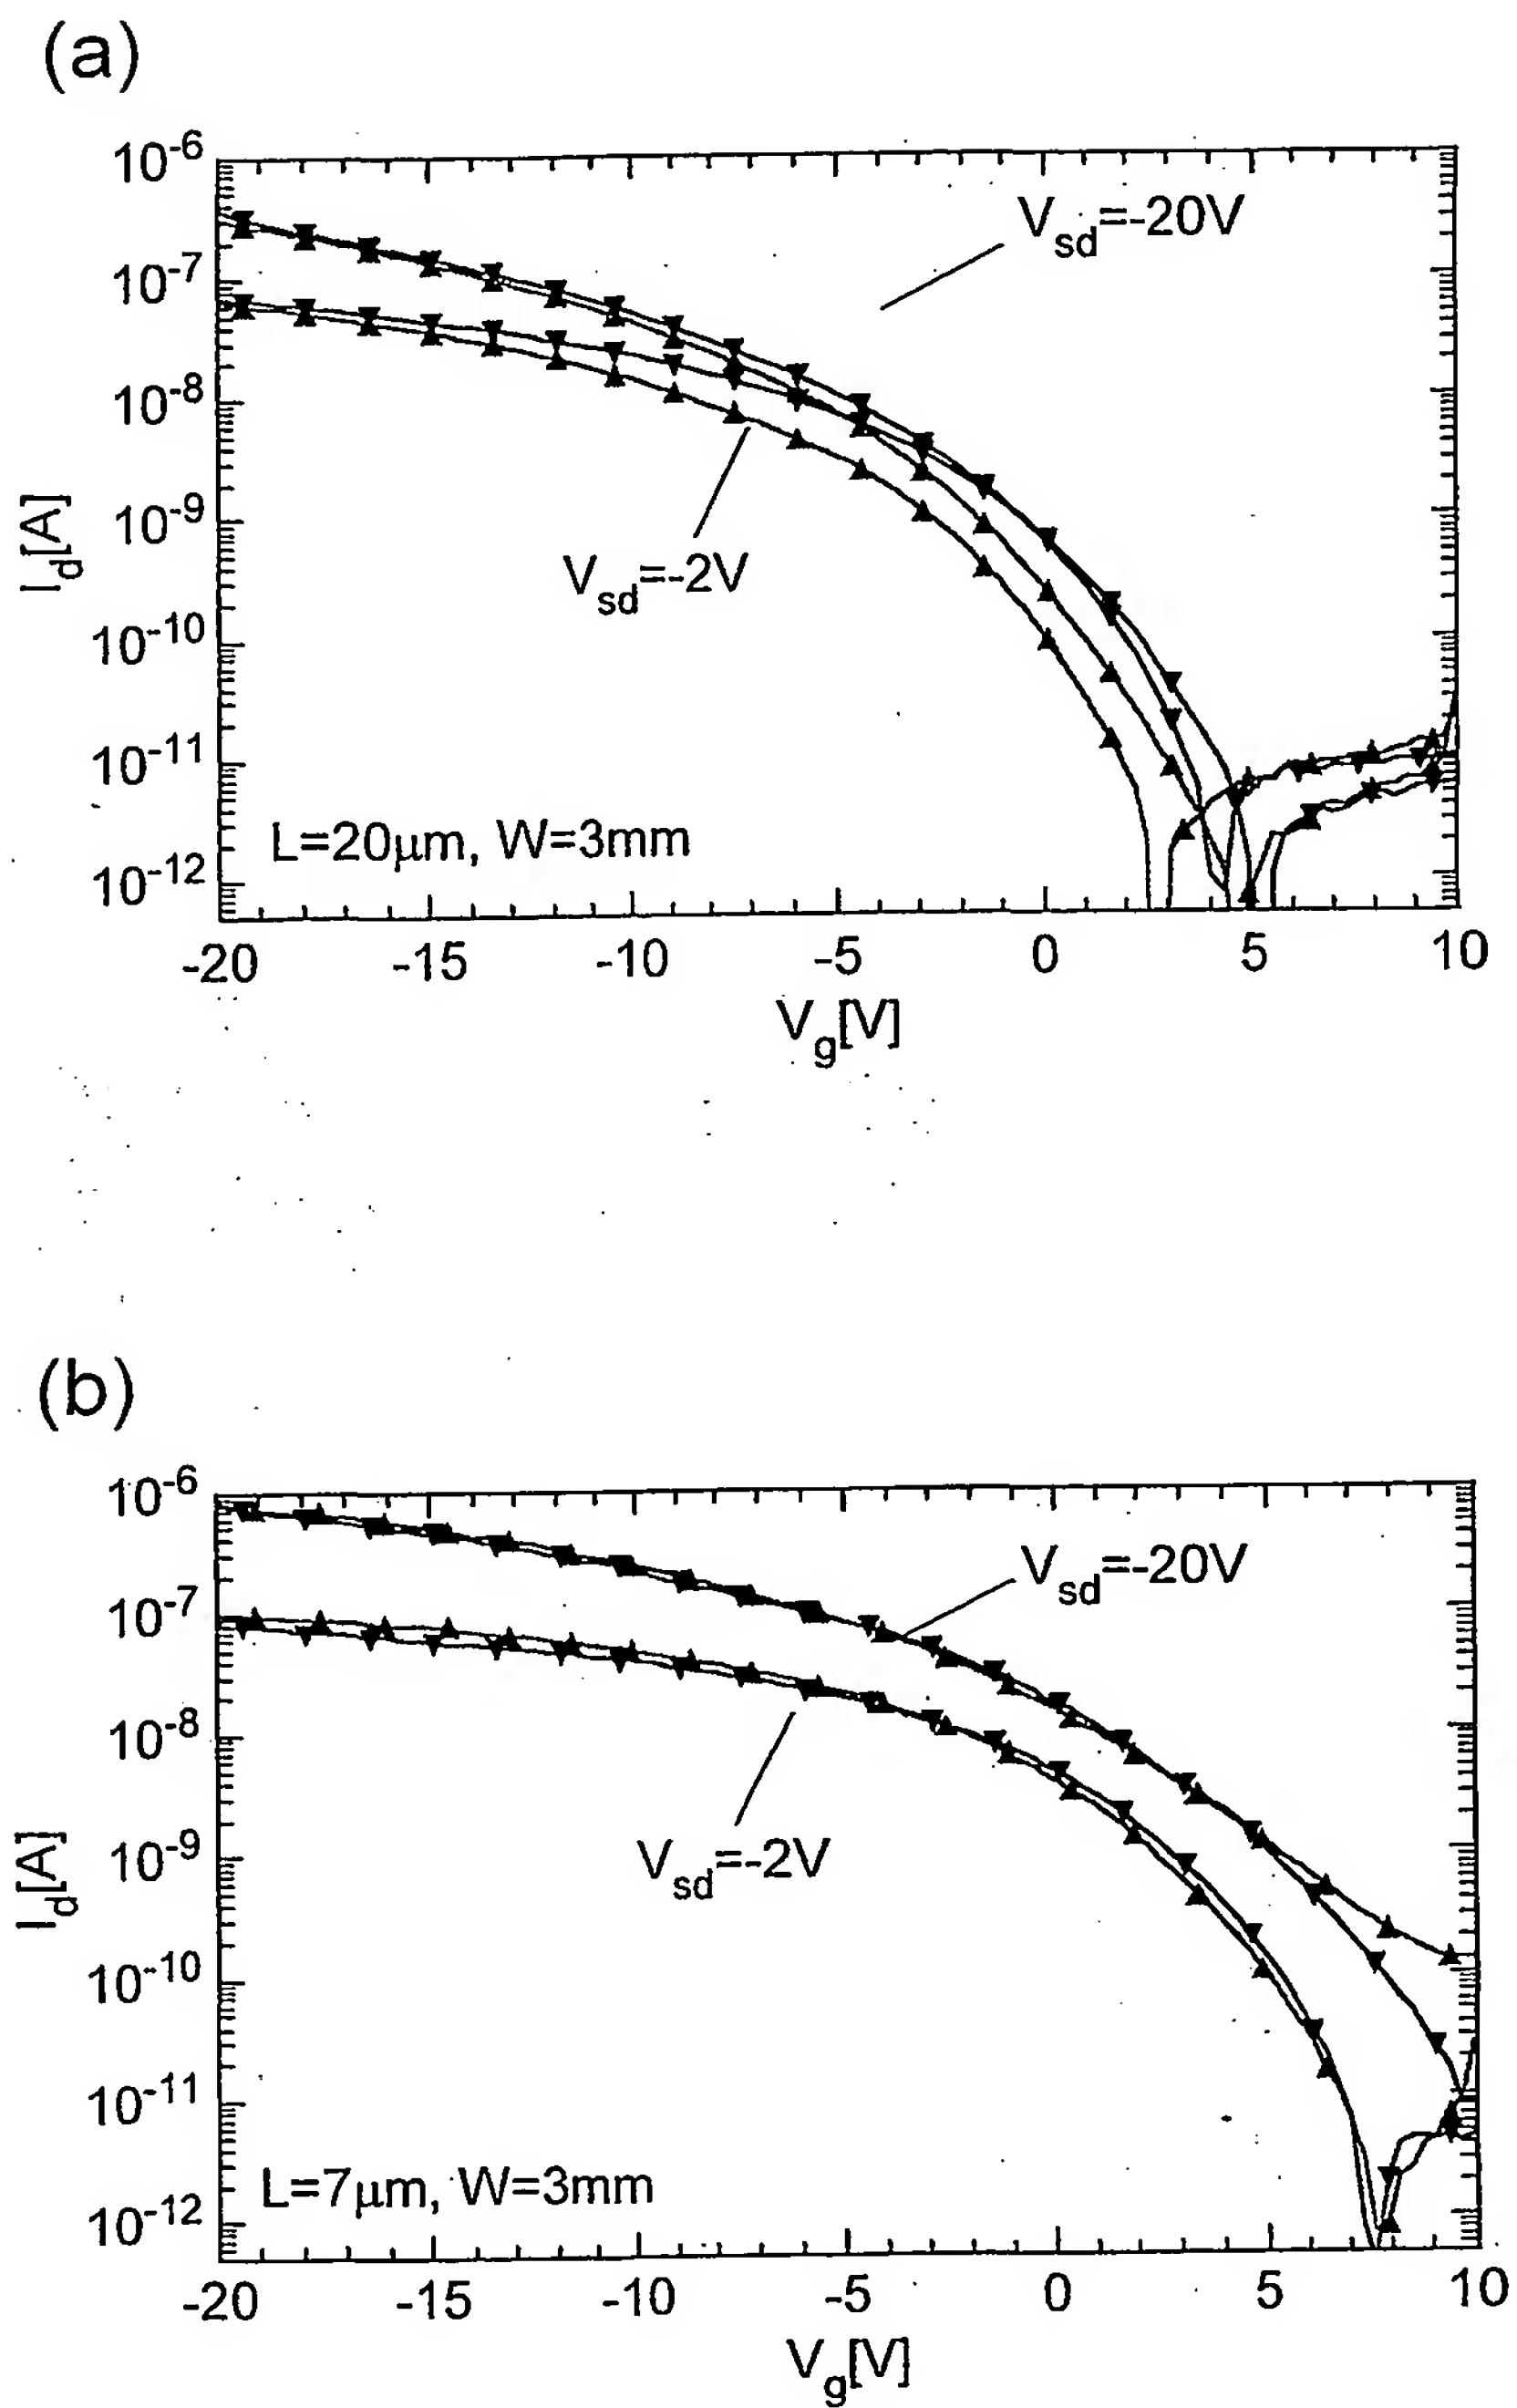 (a)
10-6
10-7
10-8
10-9
10-10
10-11
10-12
Id[A]
Vsd=-20V
Vsd=-2V
L=20μm, W=3mm
-20 -15 -10 -5 0 5 10
Vg[V]
(b)
10-6
10-7
10-8
10-9
10-10
10-11
10-12
Id[A]
Vsd=-20V
Vsd=-2V
L=7μm, W=3mm
-20 -15 -10 -5 0 5 10
Vg[V]